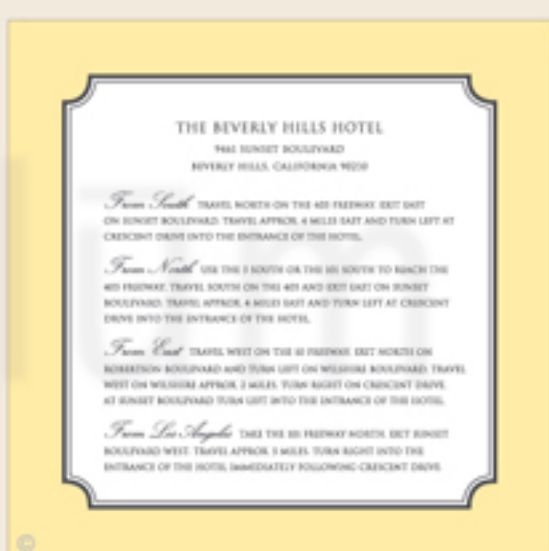 THE BEVERLY HILLS HOTEL
9461 SUNSET BOULEVARD
BEVERLY HILLS, CALIFORNIA 90210
From South TRAVEL NORTH ON THE 405 FREEWAY. EXIT EAST
ON SUNSET BOULEVARD. TRAVEL APPROX. 4 MILES EAST AND TURN LEFT AT
CRESCENT DRIVE INTO THE ENTRANCE OF THE HOTEL.
From North USE THE 5 SOUTH OR THE 101 SOUTH TO REACH THE
405 FREEWAY. TRAVEL SOUTH ON THE 405 AND EXIT EAST ON SUNSET
BOULEVARD. TRAVEL APPROX. 4 MILES EAST AND TURN LEFT AT CRESCENT
DRIVE INTO THE ENTRANCE OF THE HOTEL.
From East TRAVEL WEST ON THE 10 FREEWAY. EXIT NORTH ON
ROBERTSON BOULEVARD AND TURN LEFT ON WILSHIRE BOULEVARD. TRAVEL
WEST ON WILSHIRE APPROX. 2 MILES. TURN RIGHT ON CRESCENT DRIVE.
AT SUNSET BOULEVARD TURN LEFT INTO THE ENTRANCE OF THE HOTEL.
From Los Angeles TAKE THE 101 FREEWAY NORTH. EXIT SUNSET
BOULEVARD WEST. TRAVEL APPROX. 5 MILES. TURN RIGHT INTO THE
ENTRANCE OF THE HOTEL IMMEDIATELY FOLLOWING CRESCENT DRIVE.